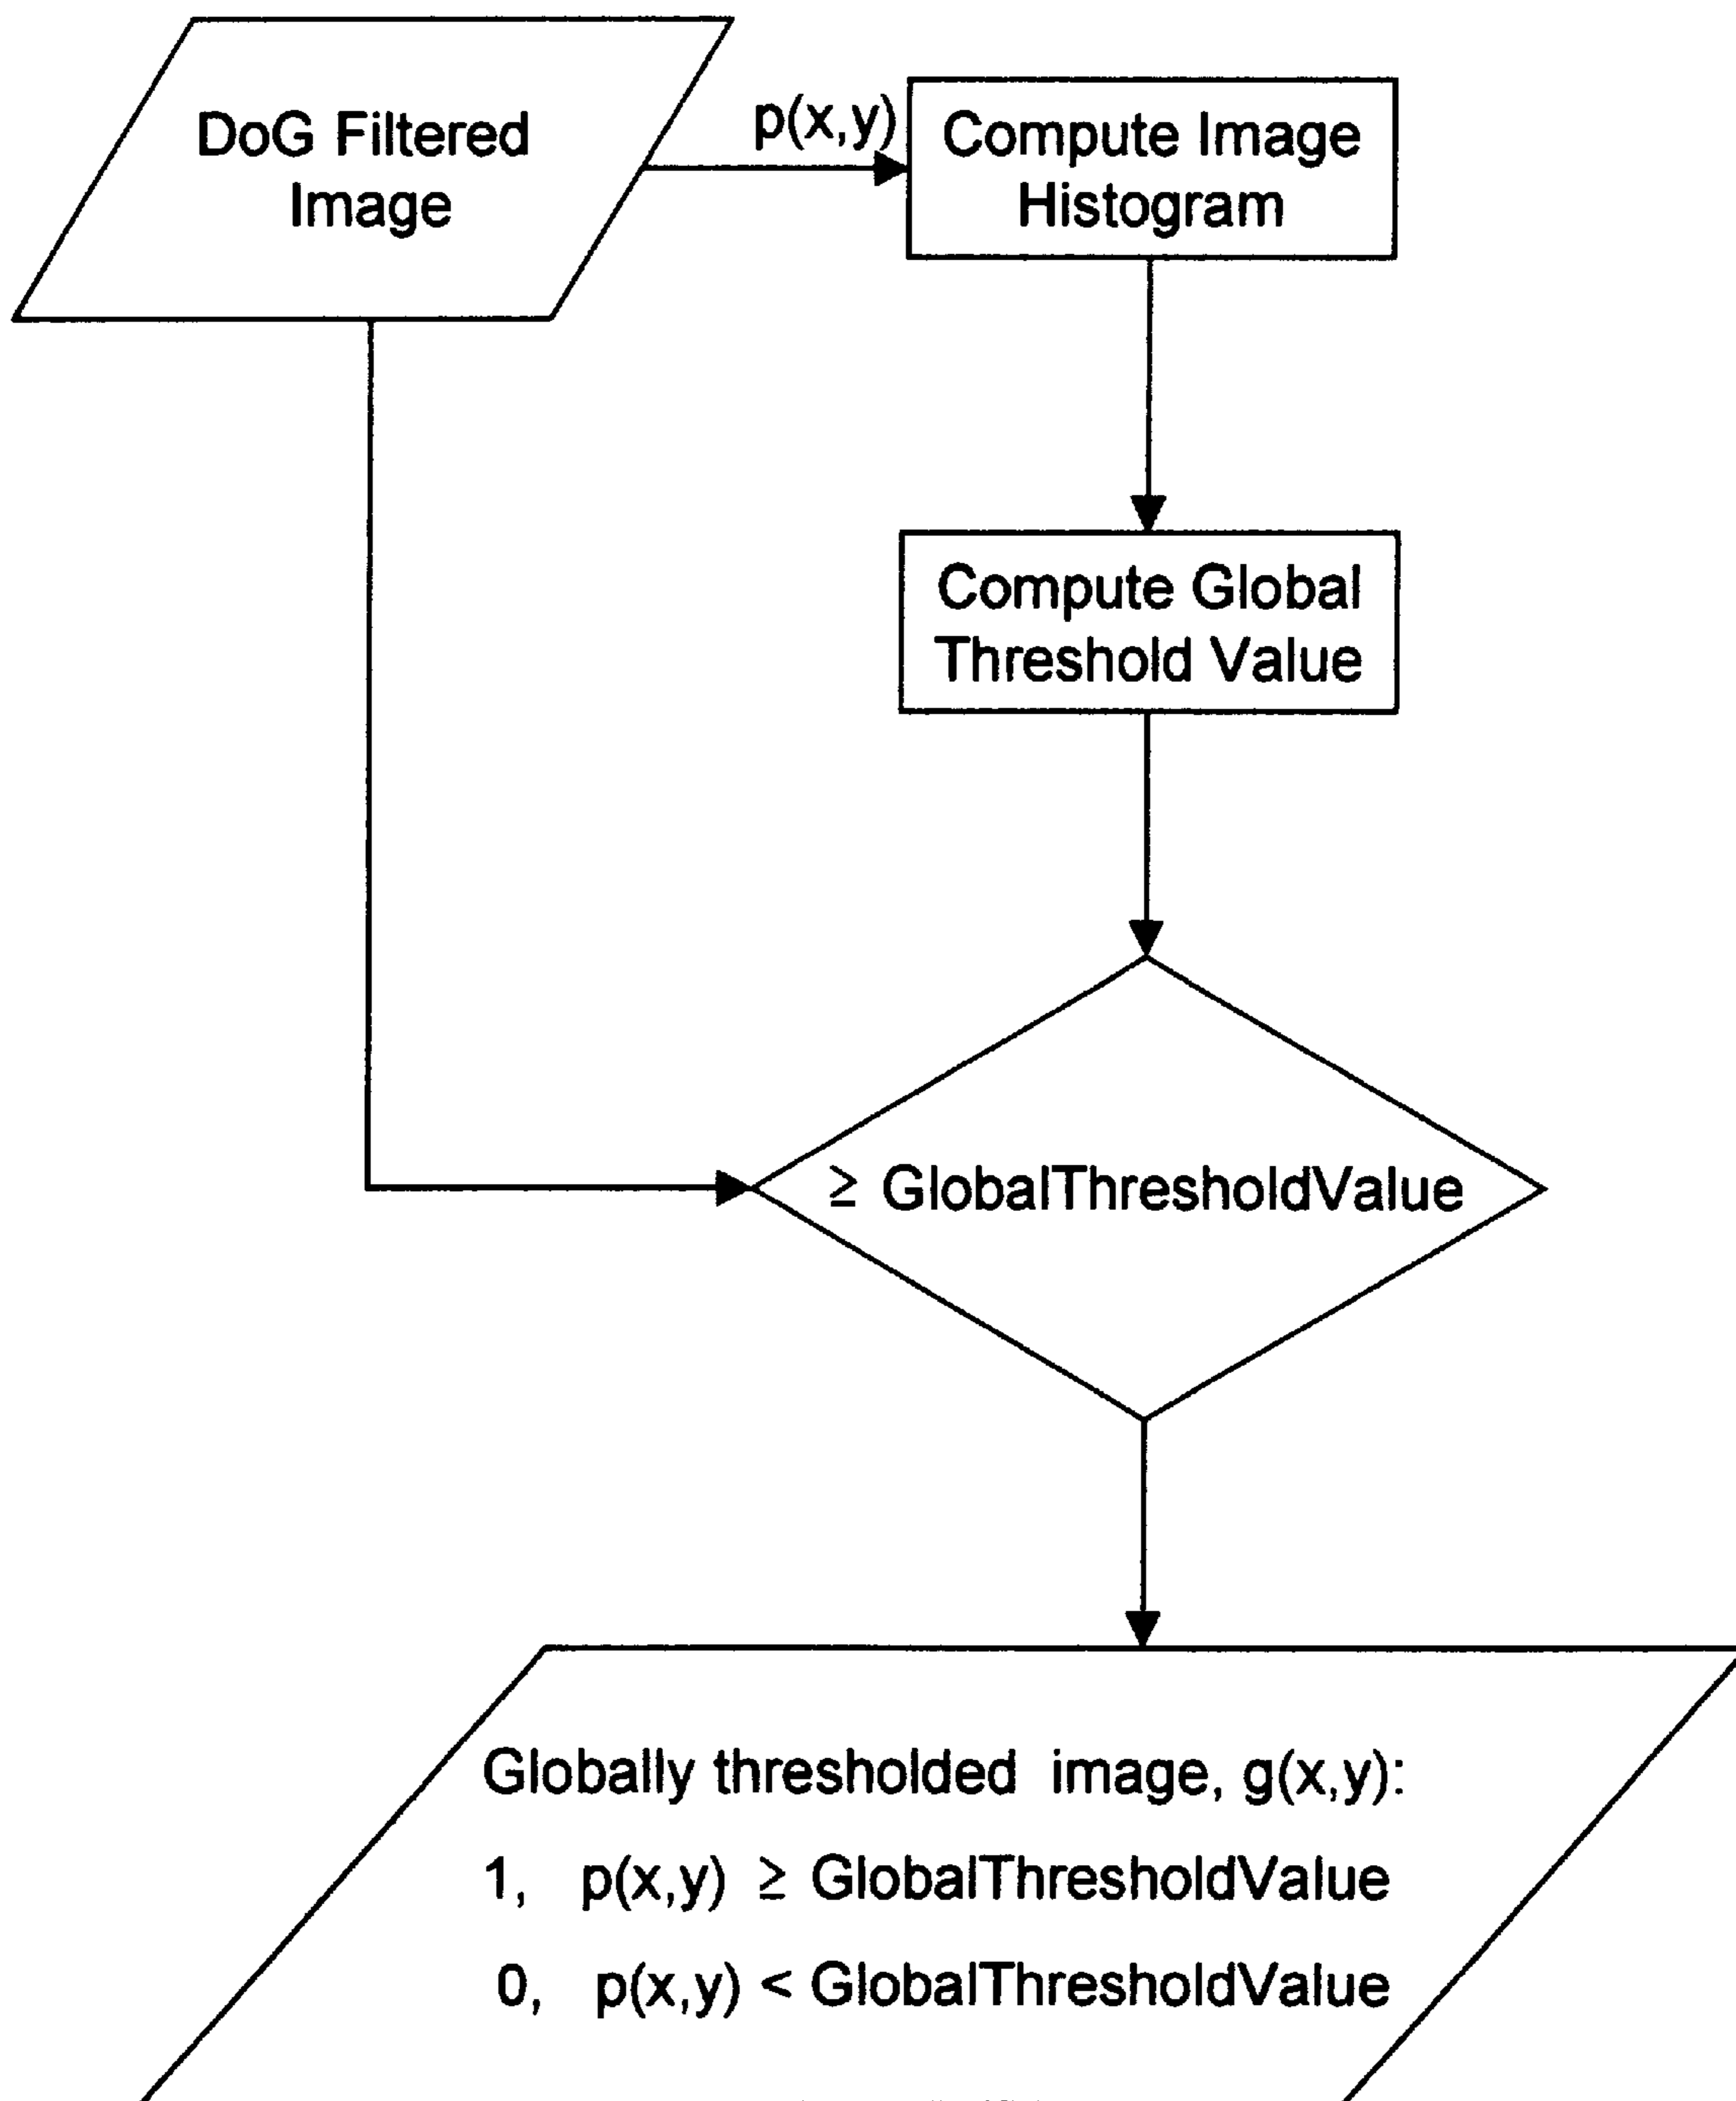 DoG Filtered
Image
p(x,y)
Compute Image
Histogram
Compute Global
Threshold Value
≥ GlobalThresholdValue
Globally thresholded image, g(x,y):
1, p(x,y) ≥ GlobalThresholdValue
0, p(x,y) < GlobalThresholdValue